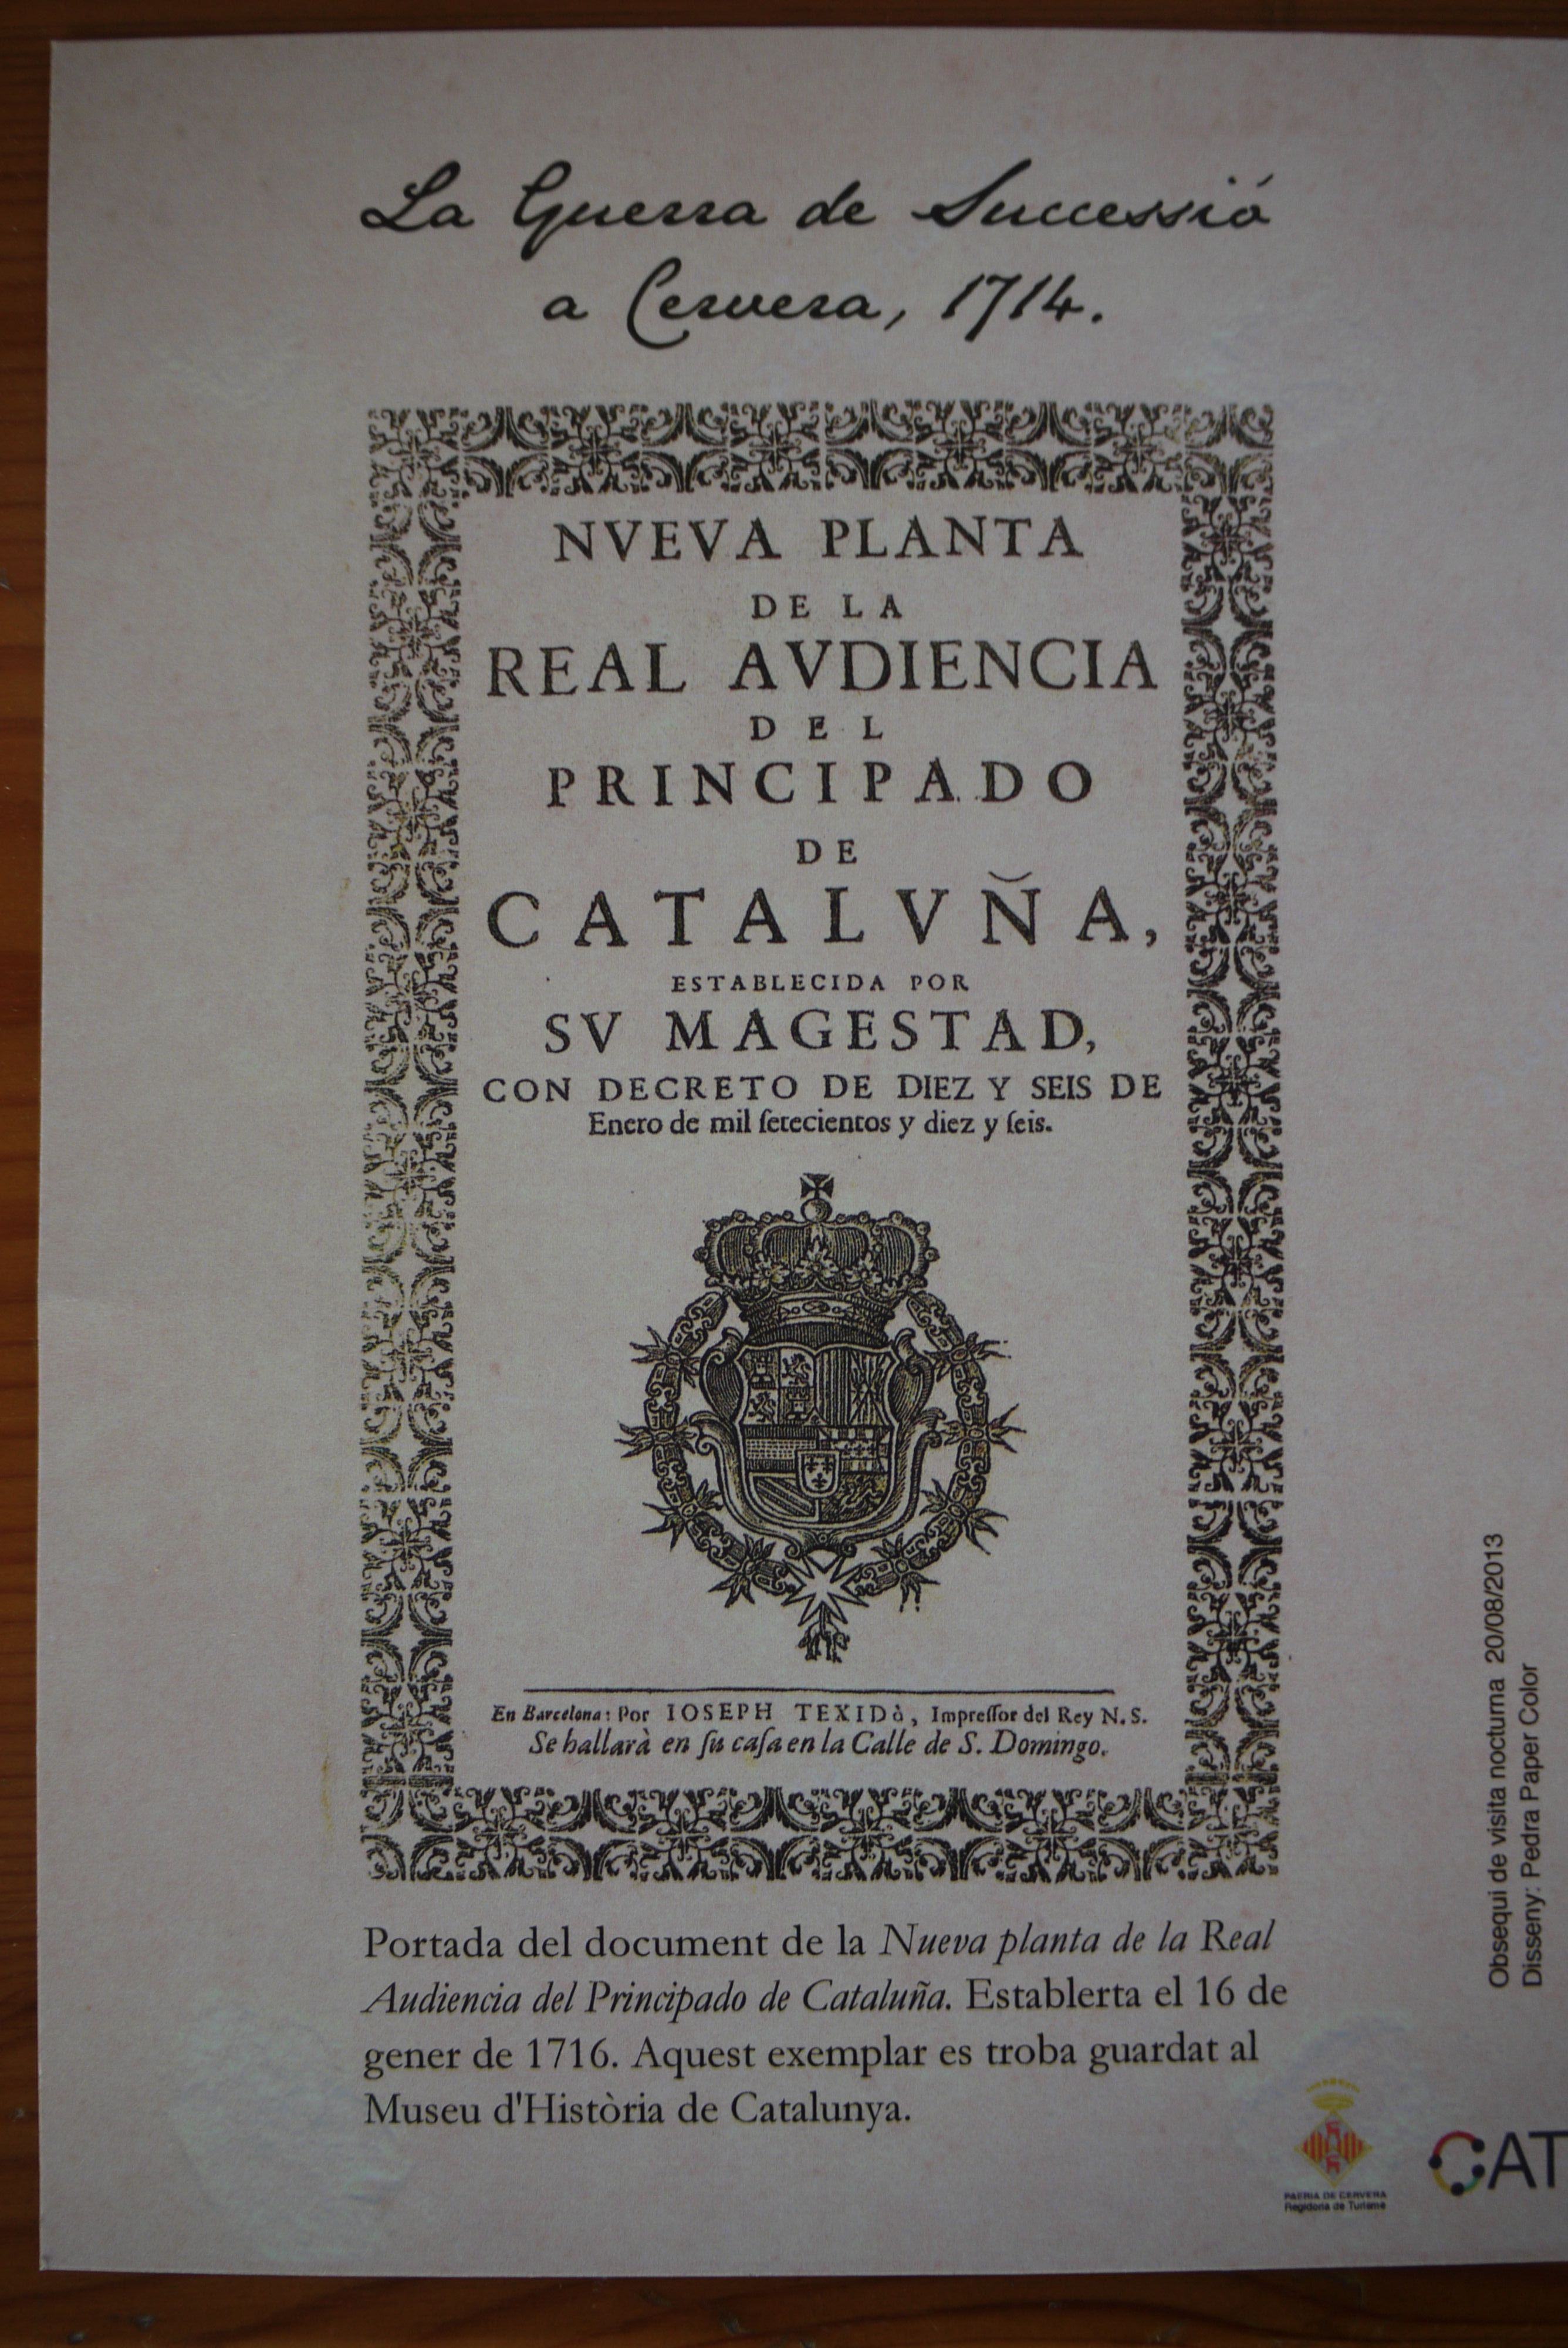 La Guerra de Successió
a Cervera, 1714.
NVEVA PLANTA
DE LA
REAL AVDIENCIA
DEL
PRINCIPADO
DE
CATALVÑA,
ESTABLECIDA POR
SV MAGESTAD,
CON DECRETO DE DIEZ Y SEIS DE
Enero de mil ſetecientos y diez y ſeis.
En Barcelona: Por IOSEPH TEXIDò, Impreſſor del Rey N. S.
Se hallarà en ſu caſa en la Calle de S. Domingo.
Portada del document de la Nueva planta de la Real
Audiencia del Principado de Cataluña. Establerta el 16 de
gener de 1716. Aquest exemplar es troba guardat al
Museu d'Història de Catalunya.
Obsequi de visita nocturna 20/08/2013
Disseny: Pedra Paper Color
PAERIA DE CERVERA
Regidoria de Turisme
CAT